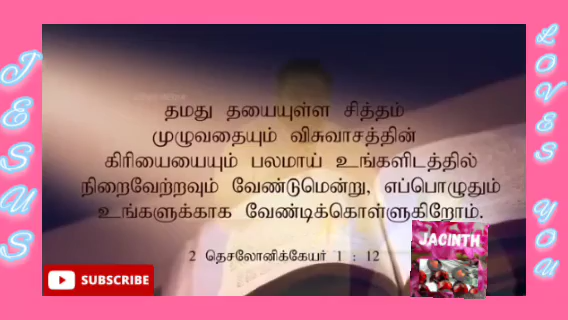 JESUS
தமது தயையுள்ள சித்தம்
முழுவதையும் விசுவாசத்தின்
கிரியையையும் பலமாய் உங்களிடத்தில்
நிறைவேற்றவும் வேண்டுமென்று, எப்பொழுதும்
உங்களுக்காக வேண்டிக்கொள்ளுகிறோம்.
2 தெசலோனிக்கேயர் 1 : 12
SUBSCRIBE
JACINTH
LOVES YOU